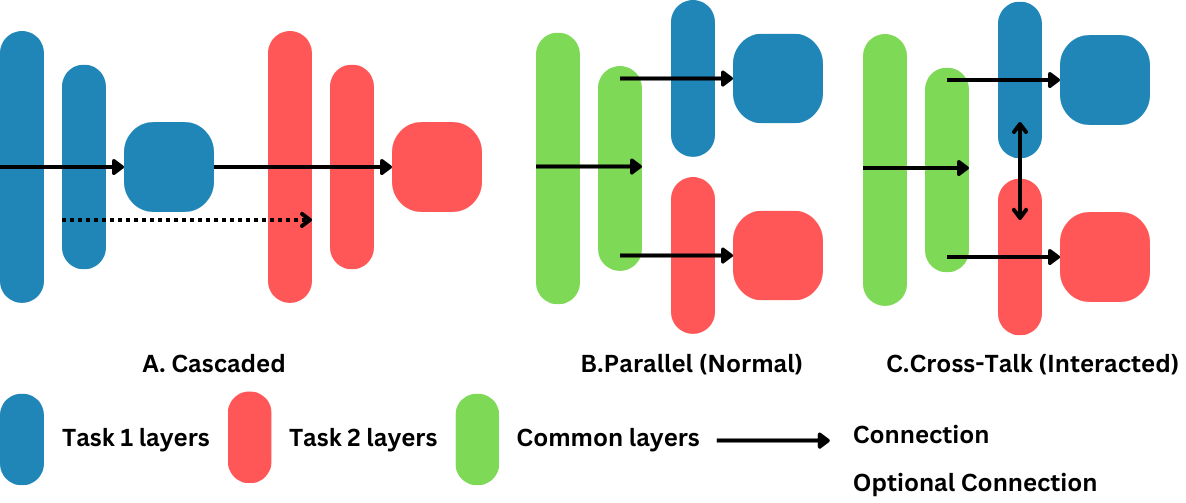 A. Cascaded
B.Parallel (Normal)
C.Cross-Talk (Interacted)
Task 1 layers
Task 2 layers
Common layers
Connection
Optional Connection